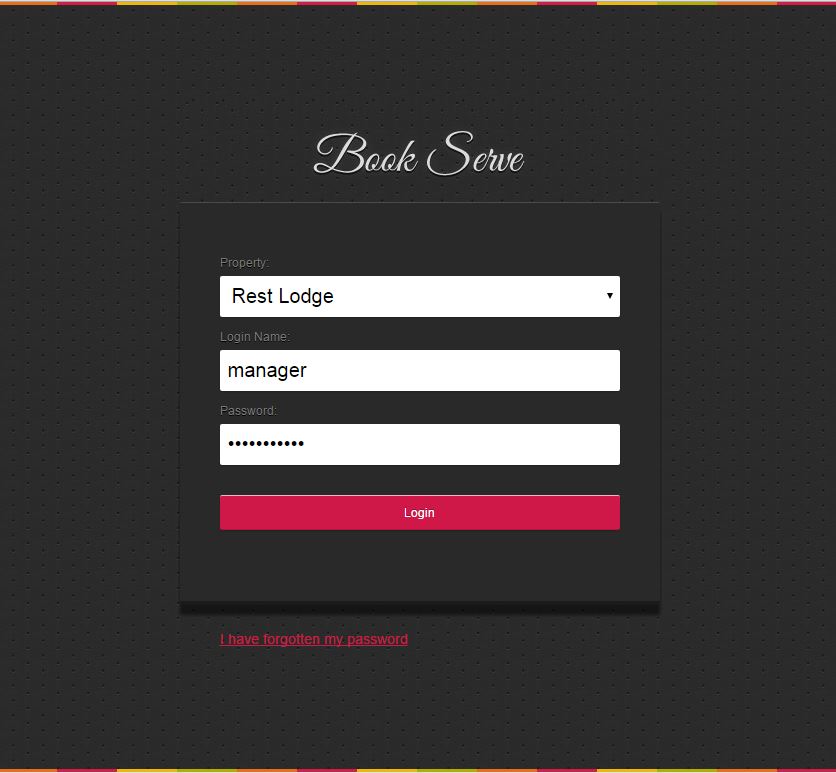 Book Serve
Property:
Rest Lodge
Login Name:
manager
Password:
•••••••••••
Login
I have forgotten my password